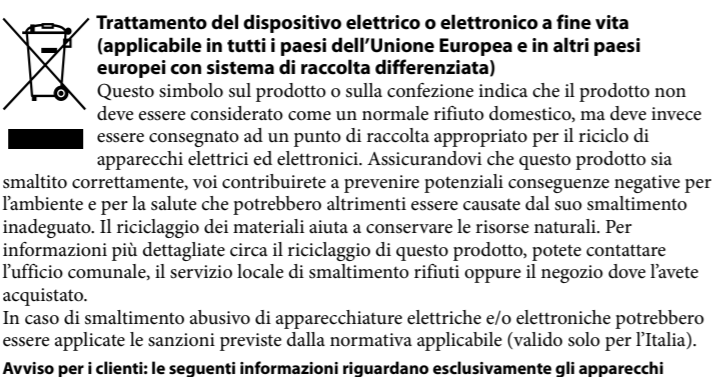 Trattamento del dispositivo elettrico o elettronico a fine vita
(applicabile in tutti i paesi dell’Unione Europea e in altri paesi
europei con sistema di raccolta differenziata)
Questo simbolo sul prodotto o sulla confezione indica che il prodotto non
deve essere considerato come un normale rifiuto domestico, ma deve invece
essere consegnato ad un punto di raccolta appropriato per il riciclo di
apparecchi elettrici ed elettronici. Assicurandovi che questo prodotto sia
smaltito correttamente, voi contribuirete a prevenire potenziali conseguenze negative per
l’ambiente e per la salute che potrebbero altrimenti essere causate dal suo smaltimento
inadeguato. Il riciclaggio dei materiali aiuta a conservare le risorse naturali. Per
informazioni più dettagliate circa il riciclaggio di questo prodotto, potete contattare
l’ufficio comunale, il servizio locale di smaltimento rifiuti oppure il negozio dove l’avete
acquistato.
In caso di smaltimento abusivo di apparecchiature elettriche e/o elettroniche potrebbero
essere applicate le sanzioni previste dalla normativa applicabile (valido solo per l’Italia).
Avviso per i clienti: le seguenti informazioni riguardano esclusivamente gli apparecchi